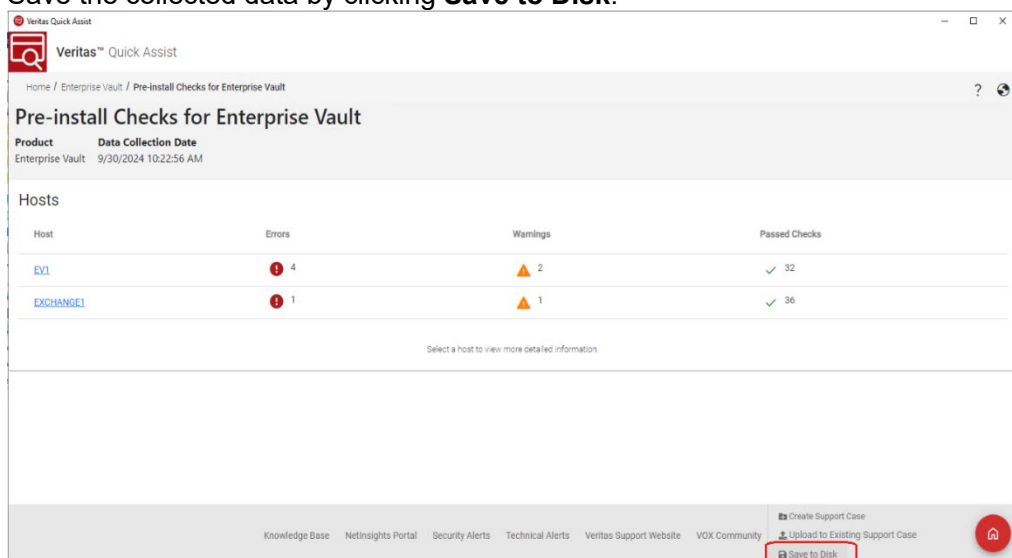 Save the collected data by clicking Save to Disk.
Veritas Quick Assist
Veritas™ Quick Assist
Home / Enterprise Vault / Pre-install Checks for Enterprise Vault
?
Pre-install Checks for Enterprise Vault
Product Data Collection Date
Enterprise Vault 9/30/2024 10:22:56 AM
Hosts
Host Errors Warnings Passed Checks
EV1 4 2 32
EXCHANGE1 1 1 36
Select a host to view more detailed information.
Create Support Case
Knowledge Base NetInsights Portal Security Alerts Technical Alerts Veritas Support Website VOX Community Upload to Existing Support Case
Save to Disk